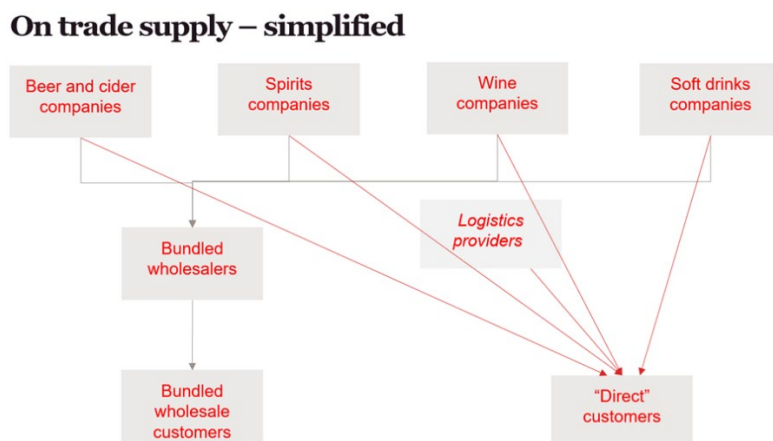 On trade supply – simplified
Beer and cider
companies
Spirits
companies
Wine
companies
Soft drinks
companies
Logistics
providers
Bundled
wholesalers
Bundled
wholesale
customers
“Direct”
customers